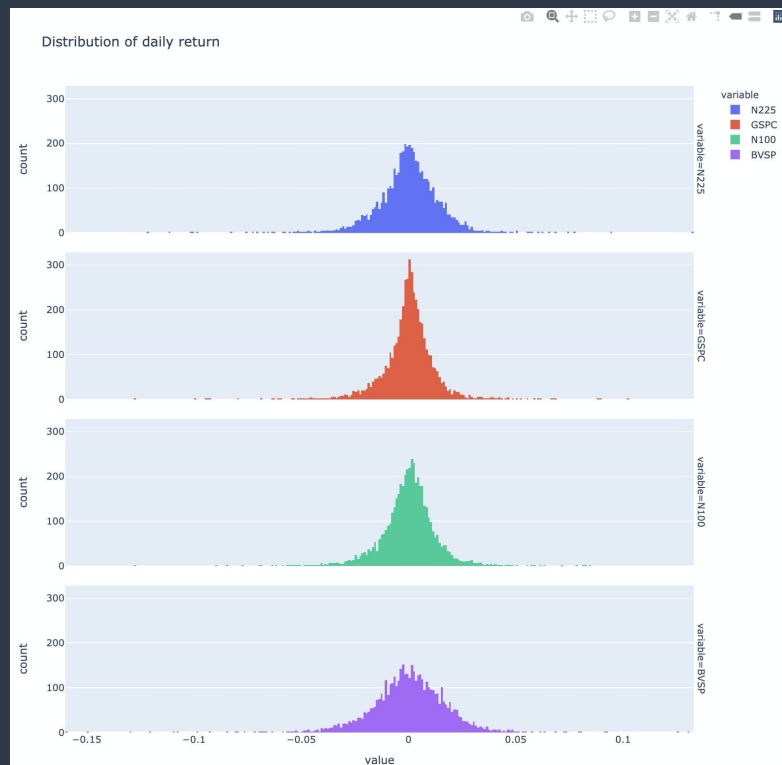 Distribution of daily return
variable
N225
GSPC
N100
BVSP
300
200
100
0
count
variable=N225
300
200
100
0
count
variable=GSPC
300
200
100
0
count
variable=N100
300
200
100
0
count
variable=BVSP
−0.15 −0.1 −0.05 0 0.05 0.1
value